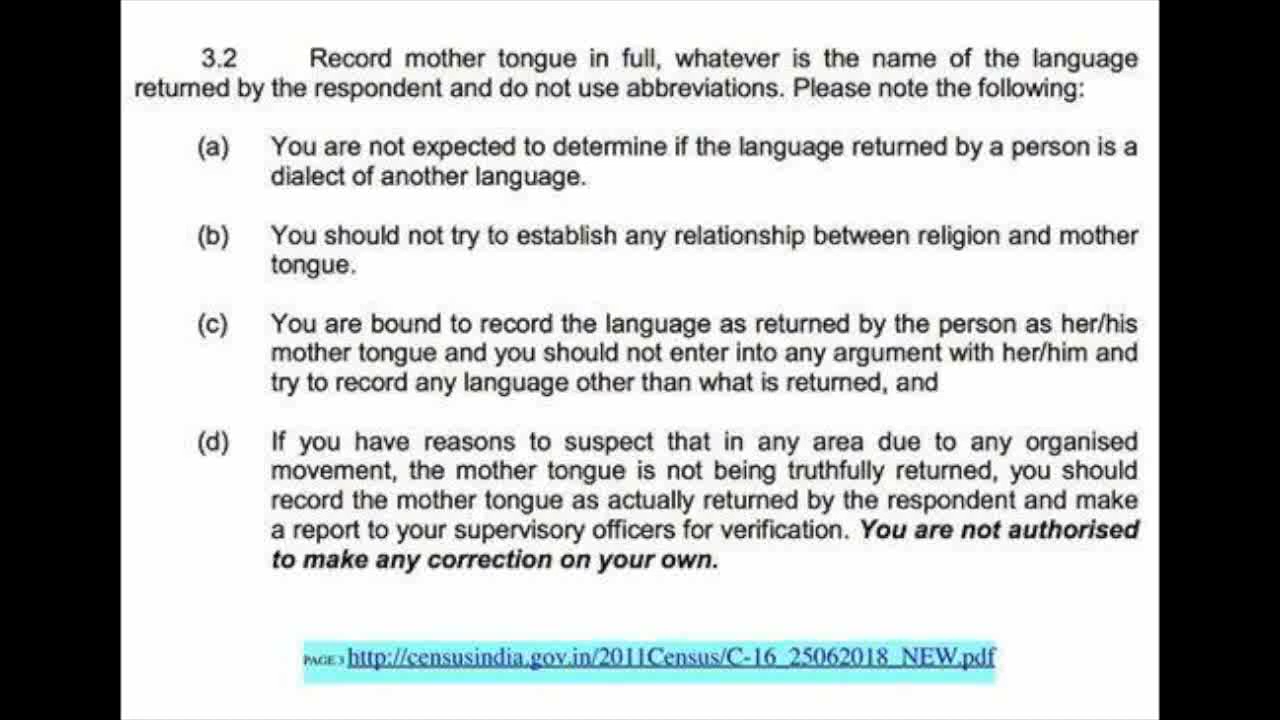 3.2 Record mother tongue in full, whatever is the name of the language
returned by the respondent and do not use abbreviations. Please note the following:
(a) You are not expected to determine if the language returned by a person is a
dialect of another language.
(b) You should not try to establish any relationship between religion and mother
tongue.
(c) You are bound to record the language as returned by the person as her/his
mother tongue and you should not enter into any argument with her/him and
try to record any language other than what is returned, and
(d) If you have reasons to suspect that in any area due to any organised
movement, the mother tongue is not being truthfully returned, you should
record the mother tongue as actually returned by the respondent and make
a report to your supervisory officers for verification. You are not authorised
to make any correction on your own.
PAGE 3 http://censusindia.gov.in/2011Census/C-16_25062018_NEW.pdf